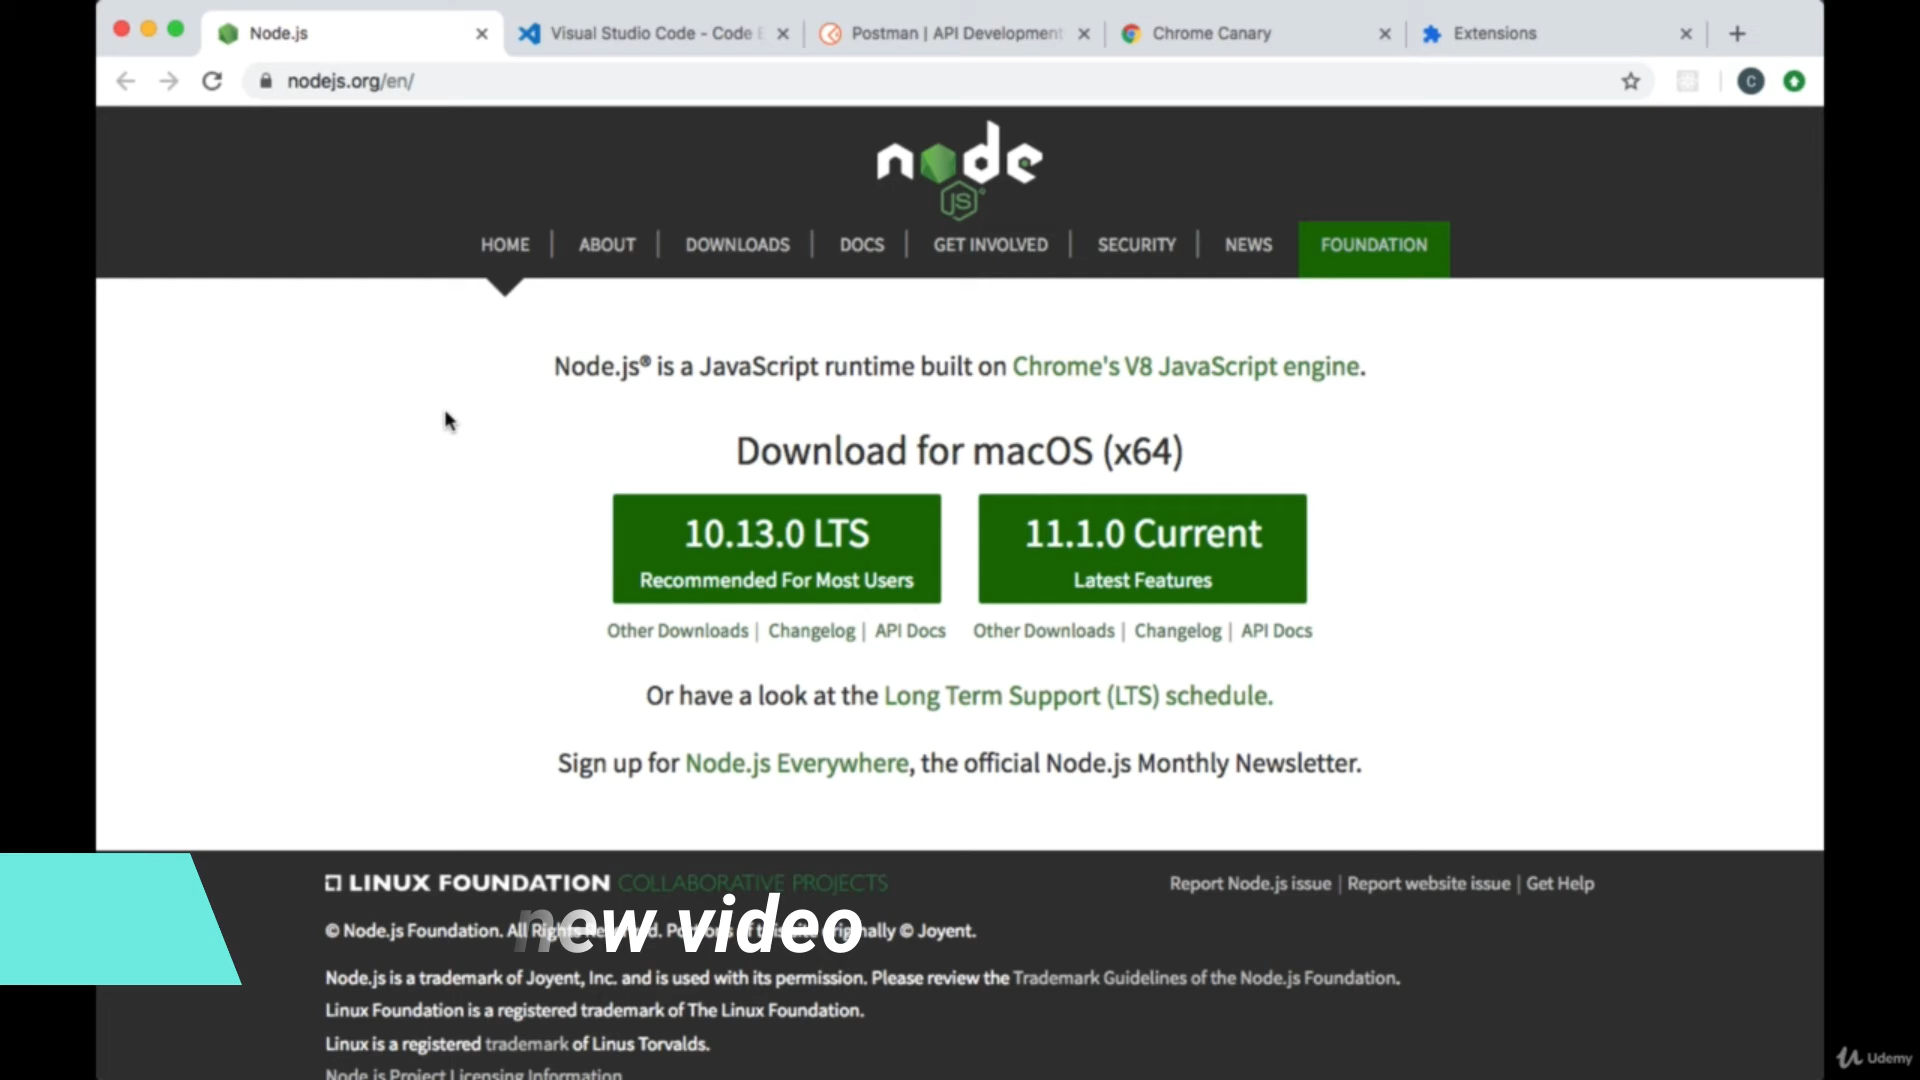 Node.js
Visual Studio Code - Code E
Postman | API Development
Chrome Canary
Extensions
nodejs.org/en/
C
node
JS
HOME | ABOUT | DOWNLOADS | DOCS | GET INVOLVED | SECURITY | NEWS FOUNDATION
Node.js® is a JavaScript runtime built on Chrome's V8 JavaScript engine.
Download for macOS (x64)
10.13.0 LTS
Recommended For Most Users
11.1.0 Current
Latest Features
Other Downloads | Changelog | API Docs
Other Downloads | Changelog | API Docs
Or have a look at the Long Term Support (LTS) schedule.
Sign up for Node.js Everywhere, the official Node.js Monthly Newsletter.
LINUX FOUNDATION COLLABORATIVE PROJECTS
Report Node.js issue | Report website issue | Get Help
new video
© Node.js Foundation. All Rights © Joyent.
Node.js is a trademark of Joyent, Inc. and is used with its permission. Please review the Trademark Guidelines of the Node.js Foundation.
Linux Foundation is a registered trademark of The Linux Foundation.
Linux is a registered trademark of Linus Torvalds.
Node.js Project Licensing Information
Udemy